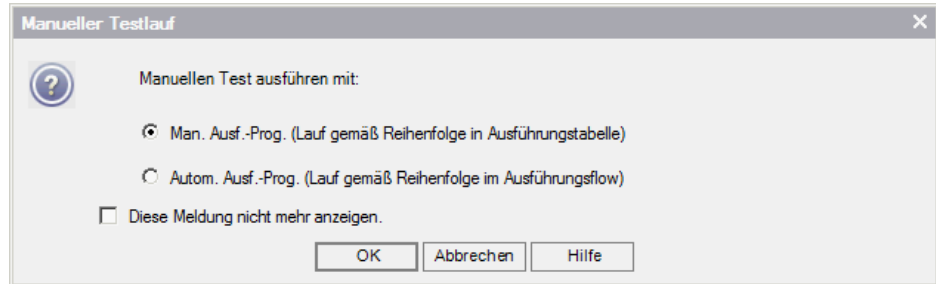 Manueller Testlauf
Manuellen Test ausführen mit:
Man. Ausf.-Prog. (Lauf gemäß Reihenfolge in Ausführungstabelle)
Autom. Ausf.-Prog. (Lauf gemäß Reihenfolge im Ausführungsflow)
Diese Meldung nicht mehr anzeigen.
OK Abbrechen Hilfe